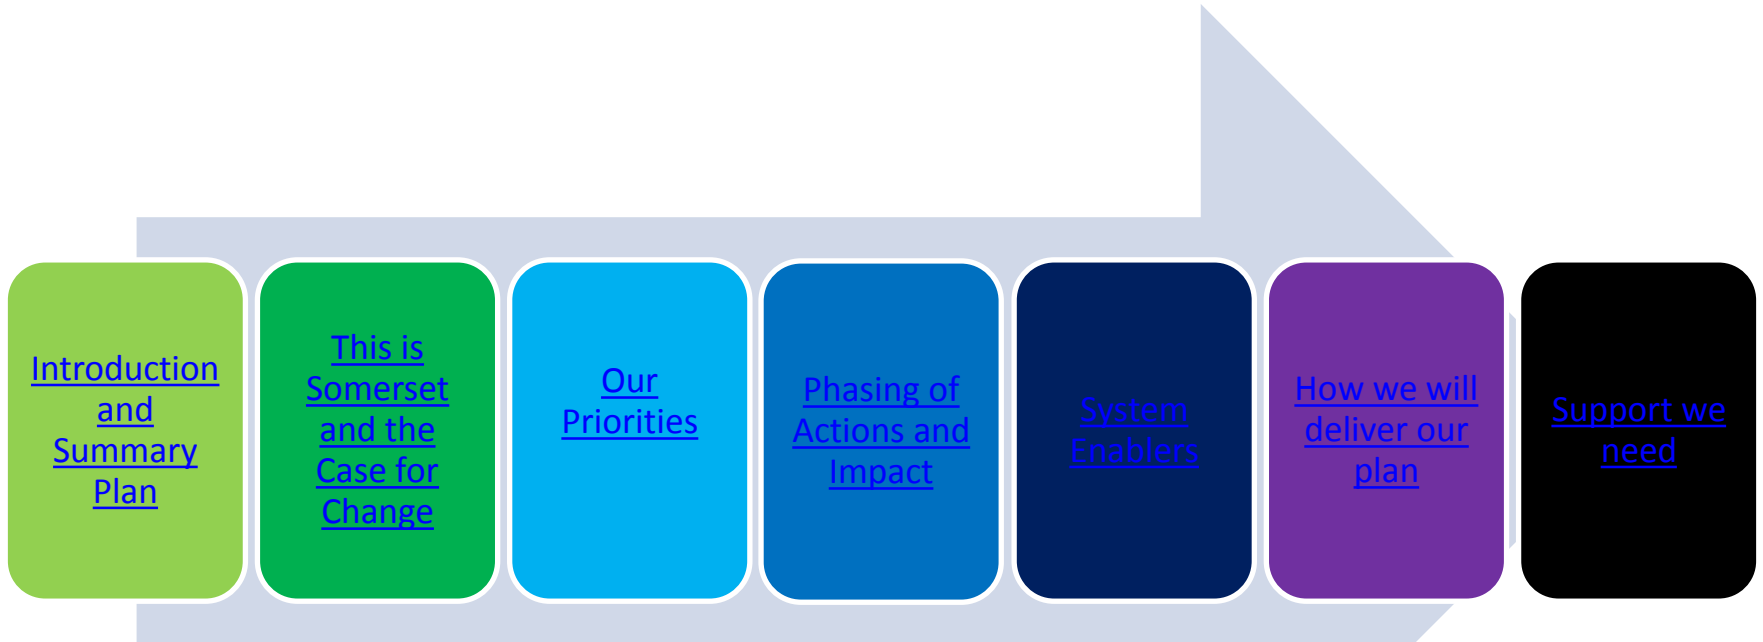 Introduction
and
Summary
Plan
This is
Somerset
and the
Case for
Change
Our
Priorities
Phasing of
Actions and
Impact
System
Enablers
How we will
deliver our
plan
Support we
need